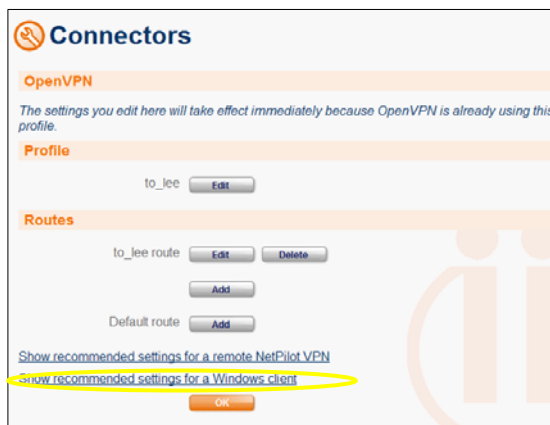 Connectors
OpenVPN
The settings you edit here will take effect immediately because OpenVPN is already using this
profile.
Profile
to_lee Edit
Routes
to_lee route Edit Delete
Add
Default route Add
Show recommended settings for a remote NetPilot VPN
Show recommended settings for a Windows client
OK